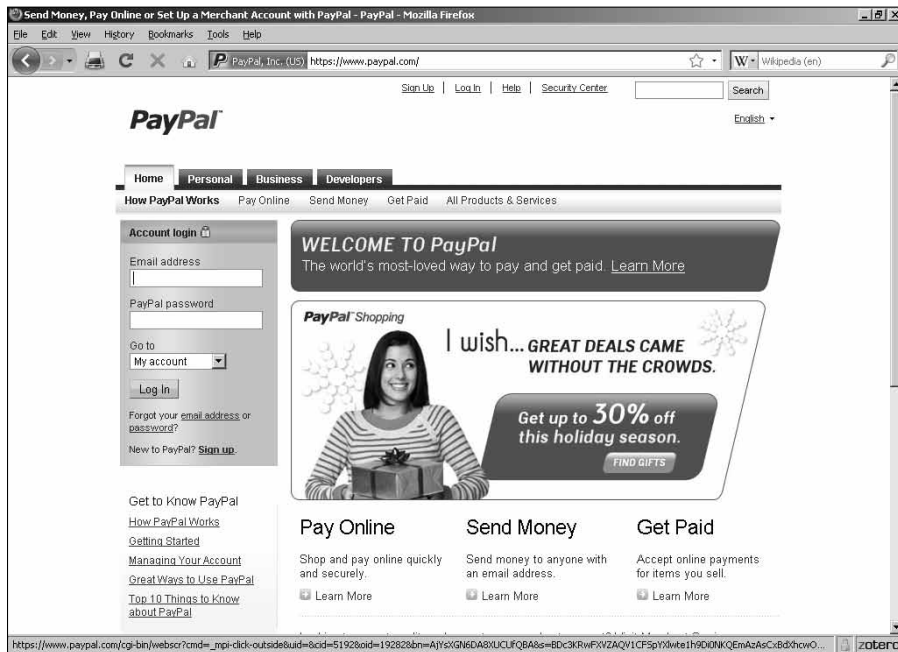 Send Money, Pay Online or Set Up a Merchant Account with PayPal - PayPal - Mozilla Firefox
File Edit View History Bookmarks Tools Help
PayPal, Inc. (US) https://www.paypal.com/ W Wikipedia (en)
Sign Up | Log In | Help | Security Center Search
PayPal
English
Home Personal Business Developers
How PayPal Works Pay Online Send Money Get Paid All Products & Services
Account login
Email address
PayPal password
Go to
My account
Log In
Forgot your email address or
password?
New to PayPal? Sign up.
Get to Know PayPal
How PayPal Works
Getting Started
Managing Your Account
Great Ways to Use PayPal
Top 10 Things to Know
about PayPal
WELCOME TO PayPal
The world's most-loved way to pay and get paid. Learn More
PayPal Shopping
I wish... GREAT DEALS CAME
WITHOUT THE CROWDS.
Get up to 30% off
this holiday season.
FIND GIFTS
Pay Online
Shop and pay online quickly
and securely.
Learn More
Send Money
Send money to anyone with
an email address.
Learn More
Get Paid
Accept online payments
for items you sell.
Learn More
zotero